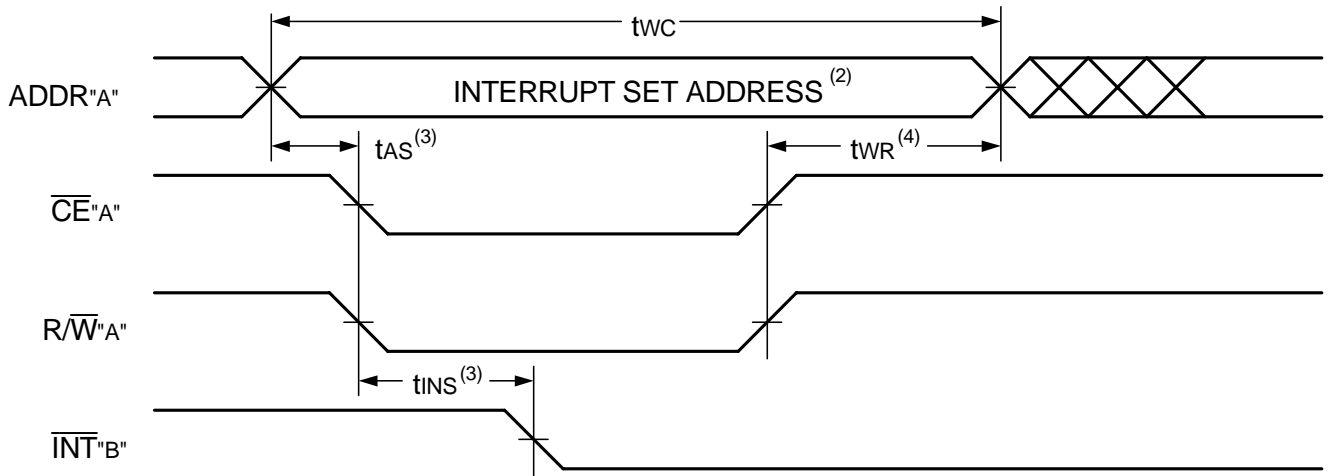 tWC
ADDR"A"
INTERRUPT SET ADDRESS (2)
tAS(3)
tWR(4)
CE"A"
R/W"A"
tINS(3)
INT"B"